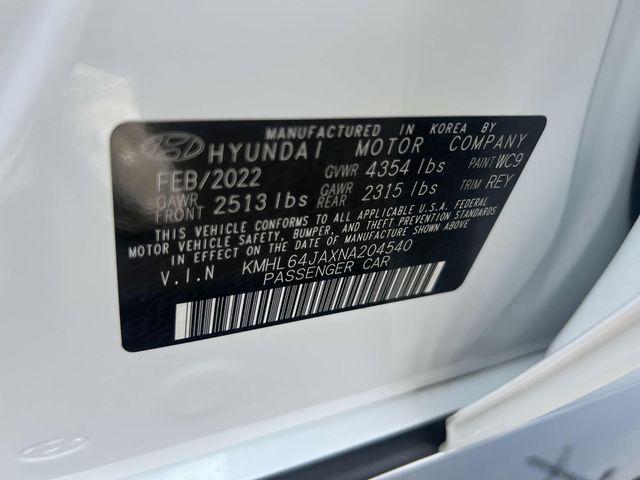 MANUFACTURED IN KOREA BY
HYUNDAI MOTOR COMPANY
FEB/2022 GVWR 4354 lbs PAINT WC9
GAWR FRONT 2513 lbs GAWR REAR 2315 lbs TRIM REY
THIS VEHICLE CONFORMS TO ALL APPLICABLE U.S.A. FEDERAL
MOTOR VEHICLE SAFETY, BUMPER, AND THEFT PREVENTION STANDARDS
IN EFFECT ON THE DATE OF MANUFACTURE SHOWN ABOVE.
V.I.N KMHL64JAXNA204540
PASSENGER CAR